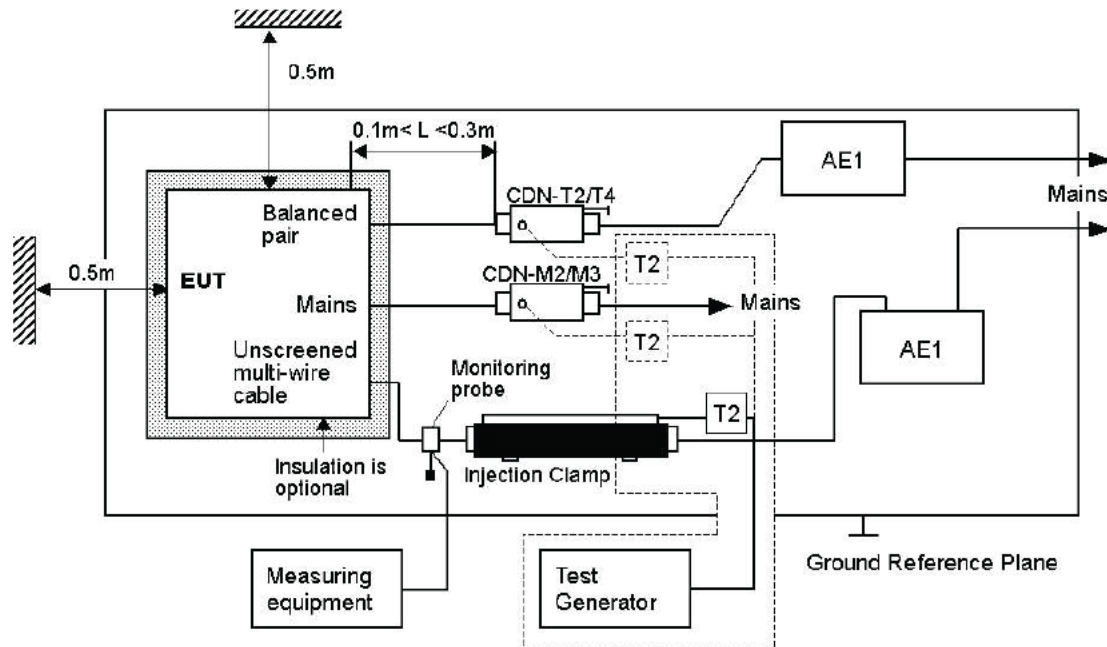 0.5m
0.1m< L <0.3m
AE1
Mains
CDN-T2/T4
Balanced
pair
T2
0.5m
EUT
CDN-M2/M3
Mains
Mains
T2
AE1
Unscreened
multi-wire
cable
Monitoring
probe
T2
Injection Clamp
Insulation is
optional
Ground Reference Plane
Measuring
equipment
Test
Generator